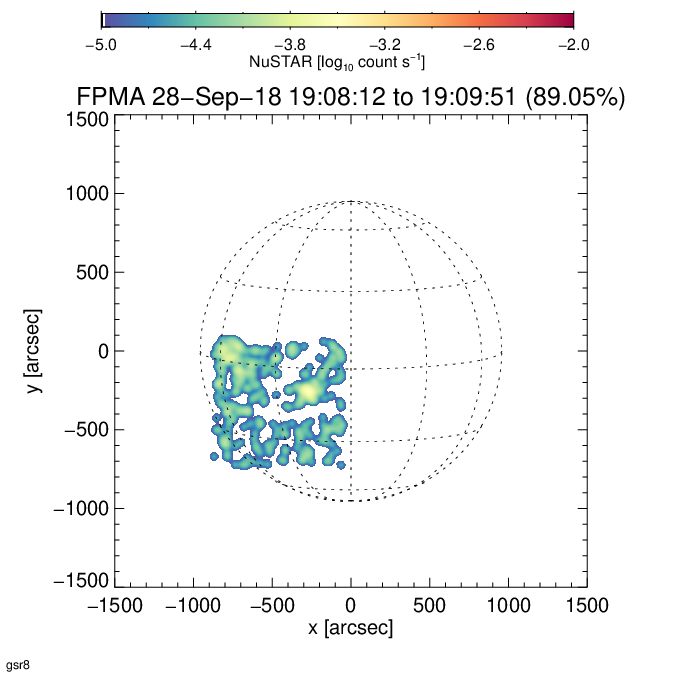 −5.0 −4.4 −3.8 −3.2 −2.6 −2.0
NuSTAR [log10 count s−1]
FPMA 28−Sep−18 19:08:12 to 19:09:51 (89.05%)
1500
1000
500
0
−500
−1000
−1500
y [arcsec]
−1500 −1000 −500 0 500 1000 1500
x [arcsec]
gsr8